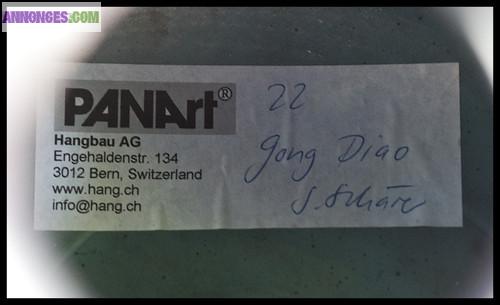 ANNONCES.COM
PANArt®
Hangbau AG
Engehaldenstr. 134
3012 Bern, Switzerland
www.hang.ch
info@hang.ch
22
Gong Diao
S. Schärer